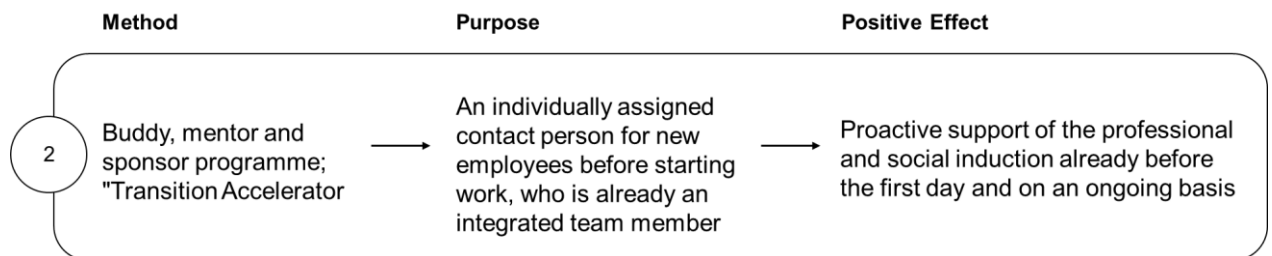 Method
Purpose
Positive Effect
2
Buddy, mentor and
sponsor programme;
"Transition Accelerator
An individually assigned
contact person for new
employees before starting
work, who is already an
integrated team member
Proactive support of the professional
and social induction already before
the first day and on an ongoing basis